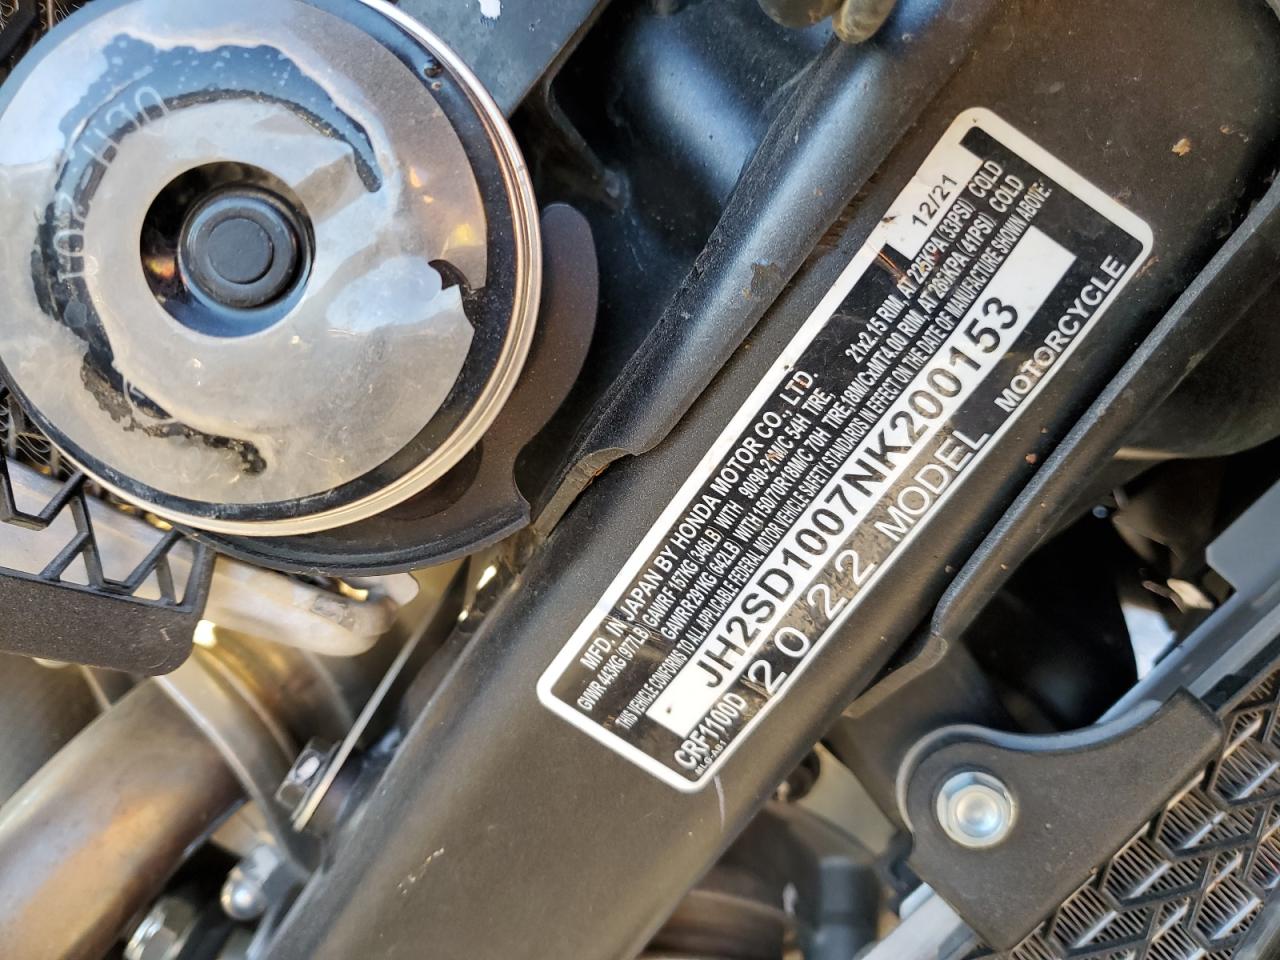 MFD. IN JAPAN BY HONDA MOTOR CO., LTD. 12/21
GVWR 443KG (977LB) GAWRF 157KG (346LB) WITH 90/90-21M/C 54H TIRE, 21x2.15 RIM, AT 225KPA (33PSI) COLD
GAWRR 291KG (642LB) WITH 150/70R18M/C 70H TIRE,18M/CxMT4.00 RIM, AT 265KPA (41PSI) COLD
THIS VEHICLE CONFORMS TO ALL APPLICABLE FEDERAL MOTOR VEHICLE SAFETY STANDARDS IN EFFECT ON THE DATE OF MANUFACTURE SHOWN ABOVE:
JH2SD1007NK200153
CRF1100D 2022 MODEL MOTORCYCLE